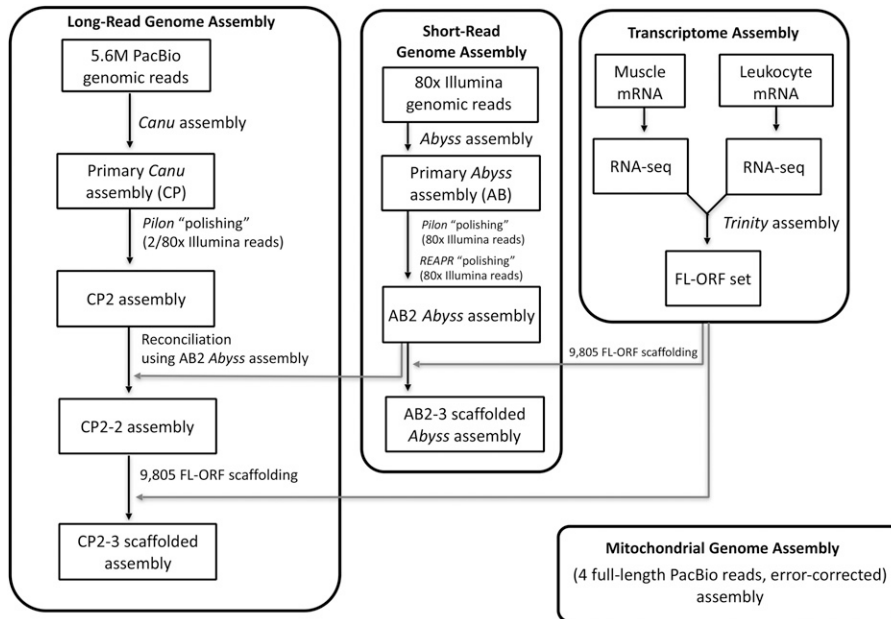 Long-Read Genome Assembly
5.6M PacBio
genomic reads
Canu assembly
Primary Canu
assembly (CP)
Pilon “polishing”
(2/80x Illumina reads)
CP2 assembly
Reconciliation
using AB2 Abyss assembly
CP2-2 assembly
9,805 FL-ORF scaffolding
CP2-3 scaffolded
assembly
Short-Read
Genome Assembly
80x Illumina
genomic reads
Abyss assembly
Primary Abyss
assembly (AB)
Pilon “polishing”
(80x Illumina reads)
REAPR “polishing”
(80x Illumina reads)
AB2 Abyss assembly
AB2-3 scaffolded
Abyss assembly
Transcriptome Assembly
Muscle
mRNA
Leukocyte
mRNA
RNA-seq
RNA-seq
Trinity assembly
FL-ORF set
9,805 FL-ORF scaffolding
Mitochondrial Genome Assembly
(4 full-length PacBio reads, error-corrected)
assembly